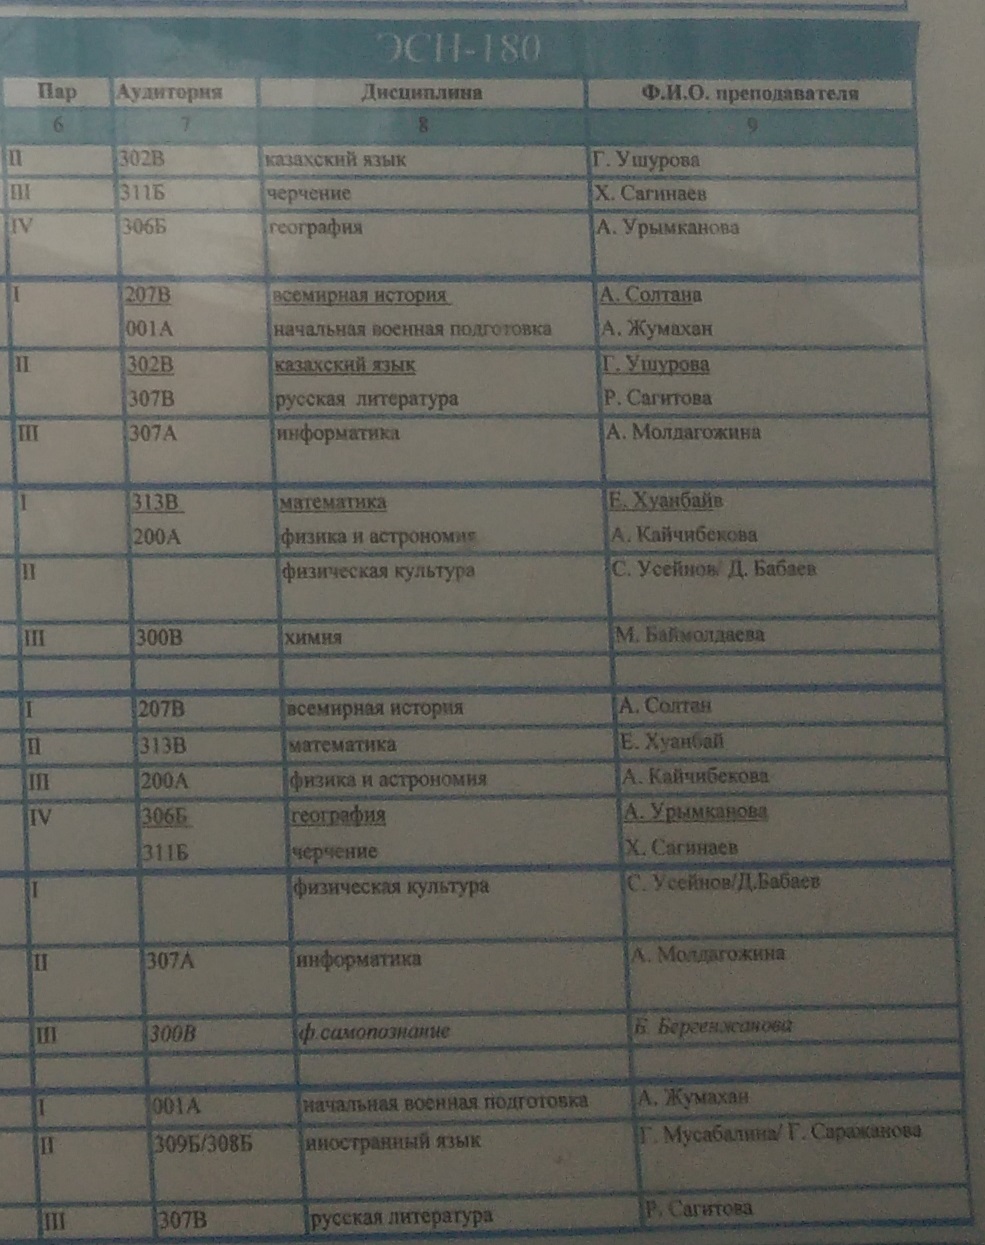 ЭСН-180
Пар Аудитория Дисциплина Ф.И.О. преподавателя
6 7 8 9
II 302В казахский язык Г. Ушурова
III 311Б черчение Х. Сагинаев
IV 306Б география А. Урымканова
I 207В всемирная история А. Солтана
001А начальная военная подготовка А. Жумахан
II 302В казахский язык Г. Ушурова
307В русская литература Р. Сагитова
III 307А информатика А. Молдагожина
I 313В математика Е. Хуанбайв
200А физика и астрономия А. Кайчибекова
II физическая культура С. Усейнов/ Д. Бабаев
III 300В химия М. Баймолдаева
I 207В всемирная история А. Солтан
II 313В математика Е. Хуанбай
III 200А физика и астрономия А. Кайчибекова
IV 306Б география А. Урымканова
311Б черчение Х. Сагинаев
I физическая культура С. Усейнов/Д.Бабаев
II 307А информатика А. Молдагожина
III 300В ф.самопознание Б. Бергенжанова
I 001А начальная военная подготовка А. Жумахан
II 309Б/308Б иностранный язык Г. Мусабалина/ Г. Саражанова
III 307В русская литература Р. Сагитова